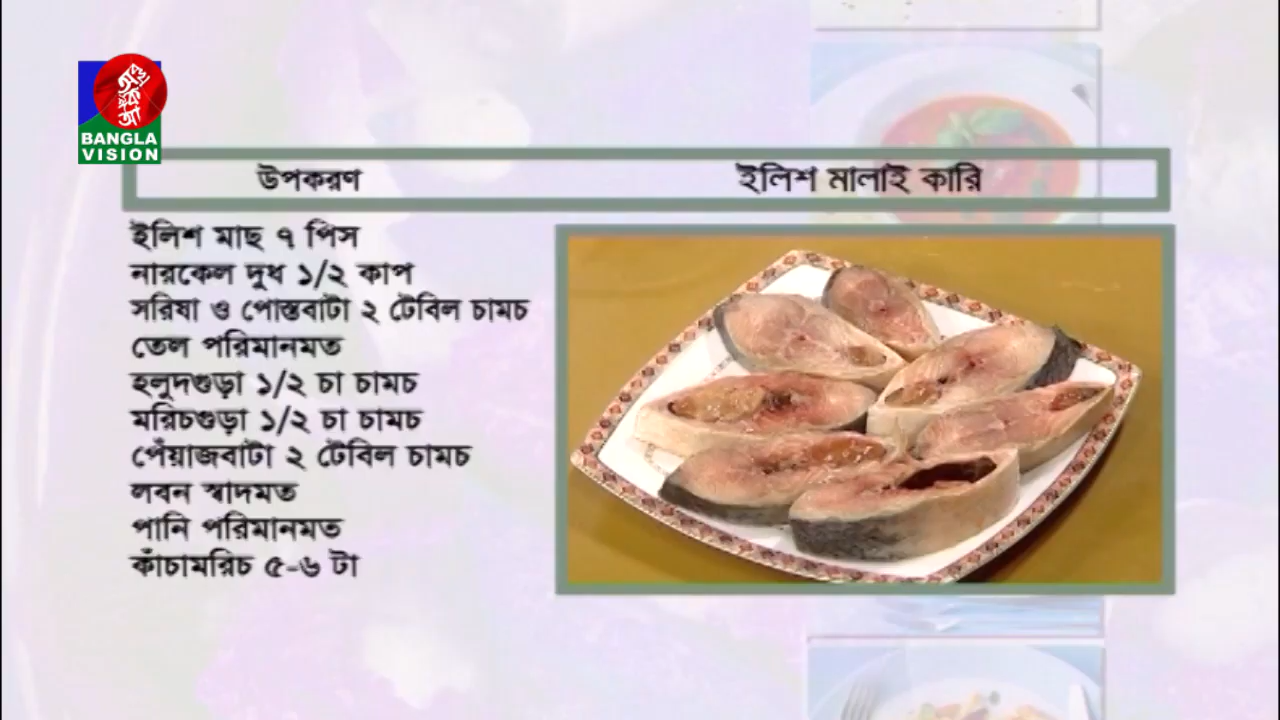 BANGLA
VISION
উপকরণ
ইলিশ মালাই কারি
ইলিশ মাছ ৭ পিস
নারকেল দুধ ১/২ কাপ
সরিষা ও পোস্তবাটা ২ টেবিল চামচ
তেল পরিমানমত
হলুদগুড়া ১/২ চা চামচ
মরিচগুড়া ১/২ চা চামচ
পেঁয়াজবাটা ২ টেবিল চামচ
লবন স্বাদমত
পানি পরিমানমত
কাঁচামরিচ ৫-৬ টা